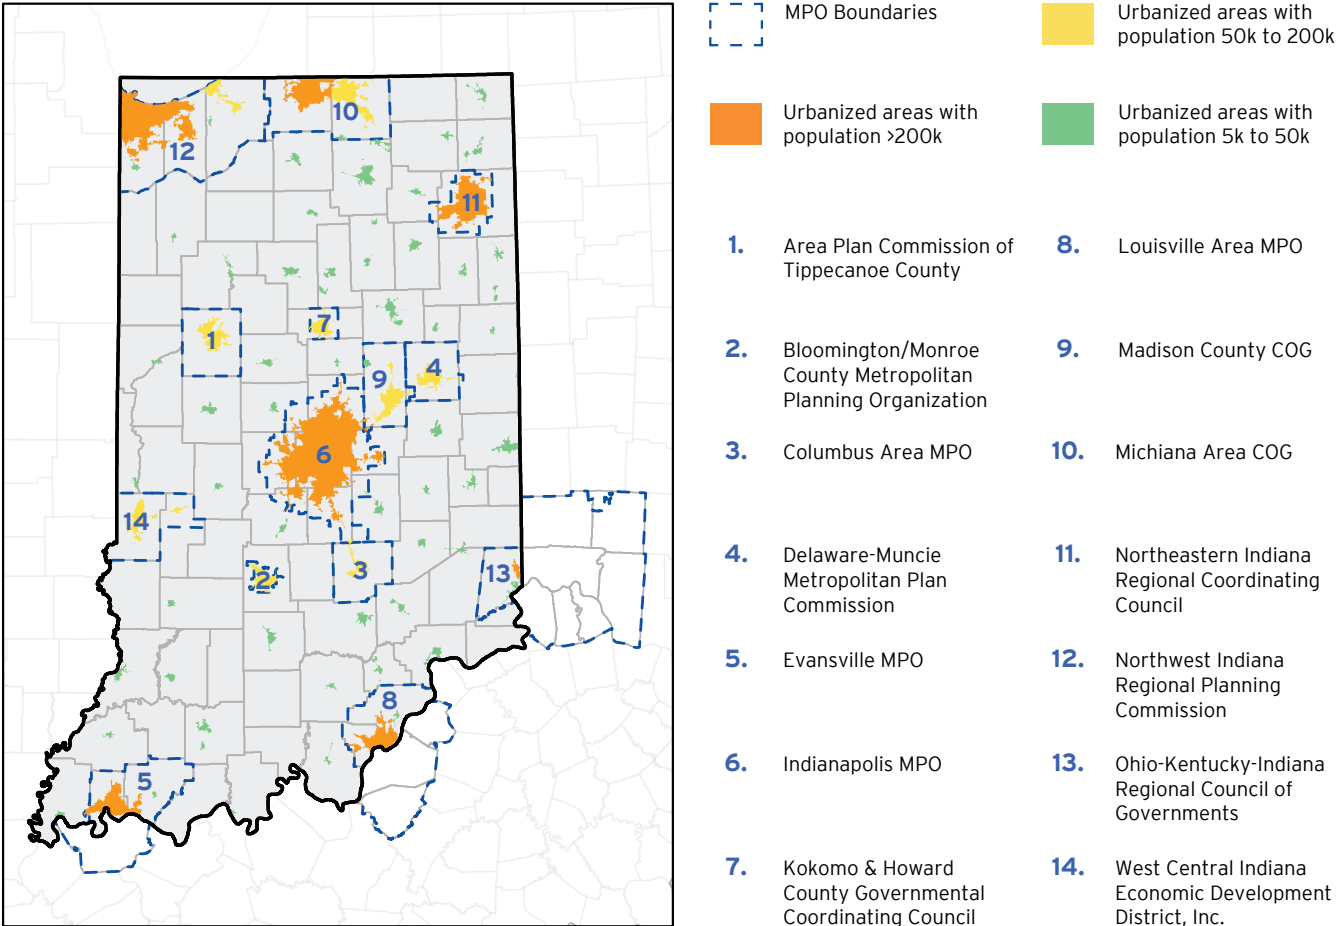 MPO Boundaries
Urbanized areas with
population 50k to 200k
Urbanized areas with
population >200k
Urbanized areas with
population 5k to 50k
1. Area Plan Commission of
Tippecanoe County
2. Bloomington/Monroe
County Metropolitan
Planning Organization
3. Columbus Area MPO
4. Delaware-Muncie
Metropolitan Plan
Commission
5. Evansville MPO
6. Indianapolis MPO
7. Kokomo & Howard
County Governmental
Coordinating Council
8. Louisville Area MPO
9. Madison County COG
10. Michiana Area COG
11. Northeastern Indiana
Regional Coordinating
Council
12. Northwest Indiana
Regional Planning
Commission
13. Ohio-Kentucky-Indiana
Regional Council of
Governments
14. West Central Indiana
Economic Development
District, Inc.
10
12
11
7
1
4
9
6
14
2
3
13
8
5